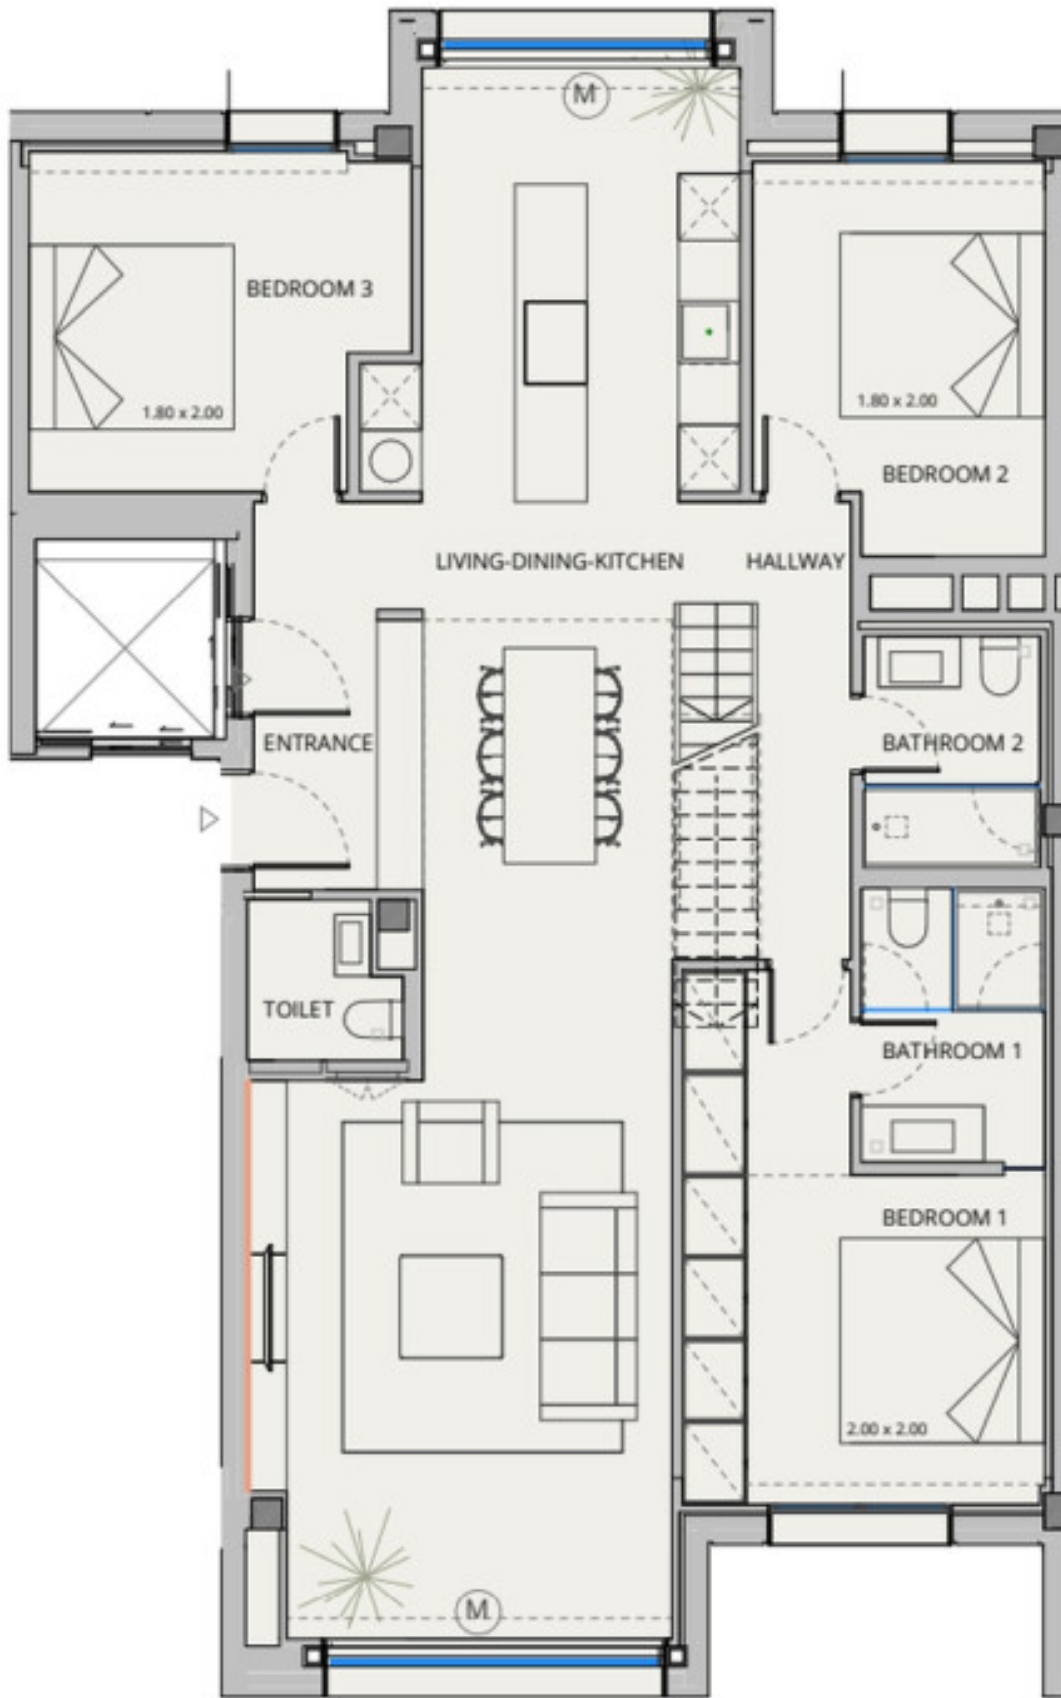 M
BEDROOM 3
1.80 x 2.00
1.80 x 2.00
BEDROOM 2
LIVING-DINING-KITCHEN
HALLWAY
ENTRANCE
BATHROOM 2
TOILET
BATHROOM 1
BEDROOM 1
2.00 x 2.00
M